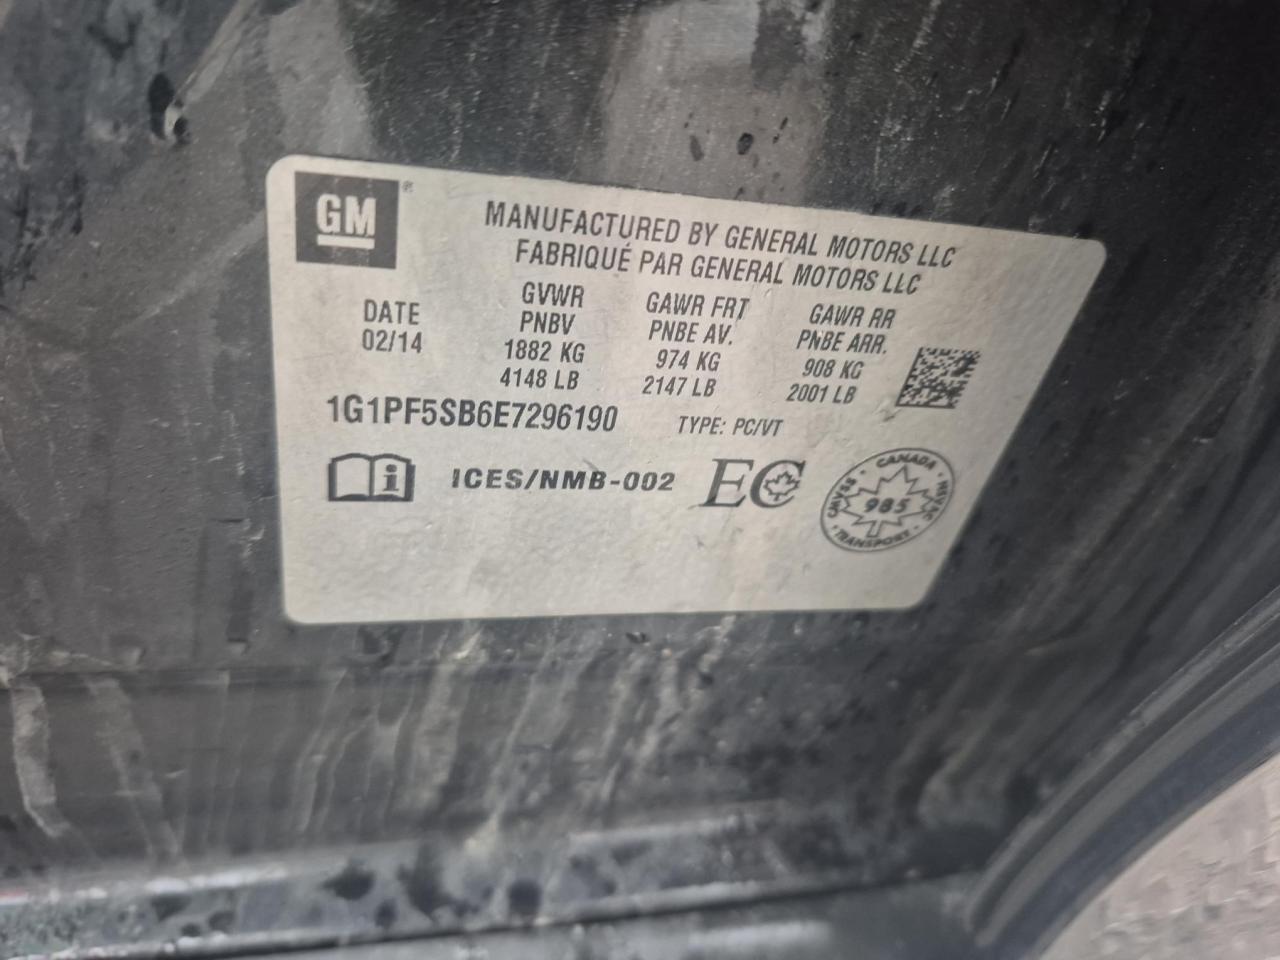 GM®
MANUFACTURED BY GENERAL MOTORS LLC
FABRIQUÉ PAR GENERAL MOTORS LLC
DATE
02/14
GVWR
PNBV
1882 KG
4148 LB
GAWR FRT
PNBE AV.
974 KG
2147 LB
GAWR RR
PNBE ARR.
908 KG
2001 LB
1G1PF5SB6E7296190
TYPE: PC/VT
i
ICES/NMB-002
EC
CANADA
CMVSS
985
NSVAC
TRANSPORT